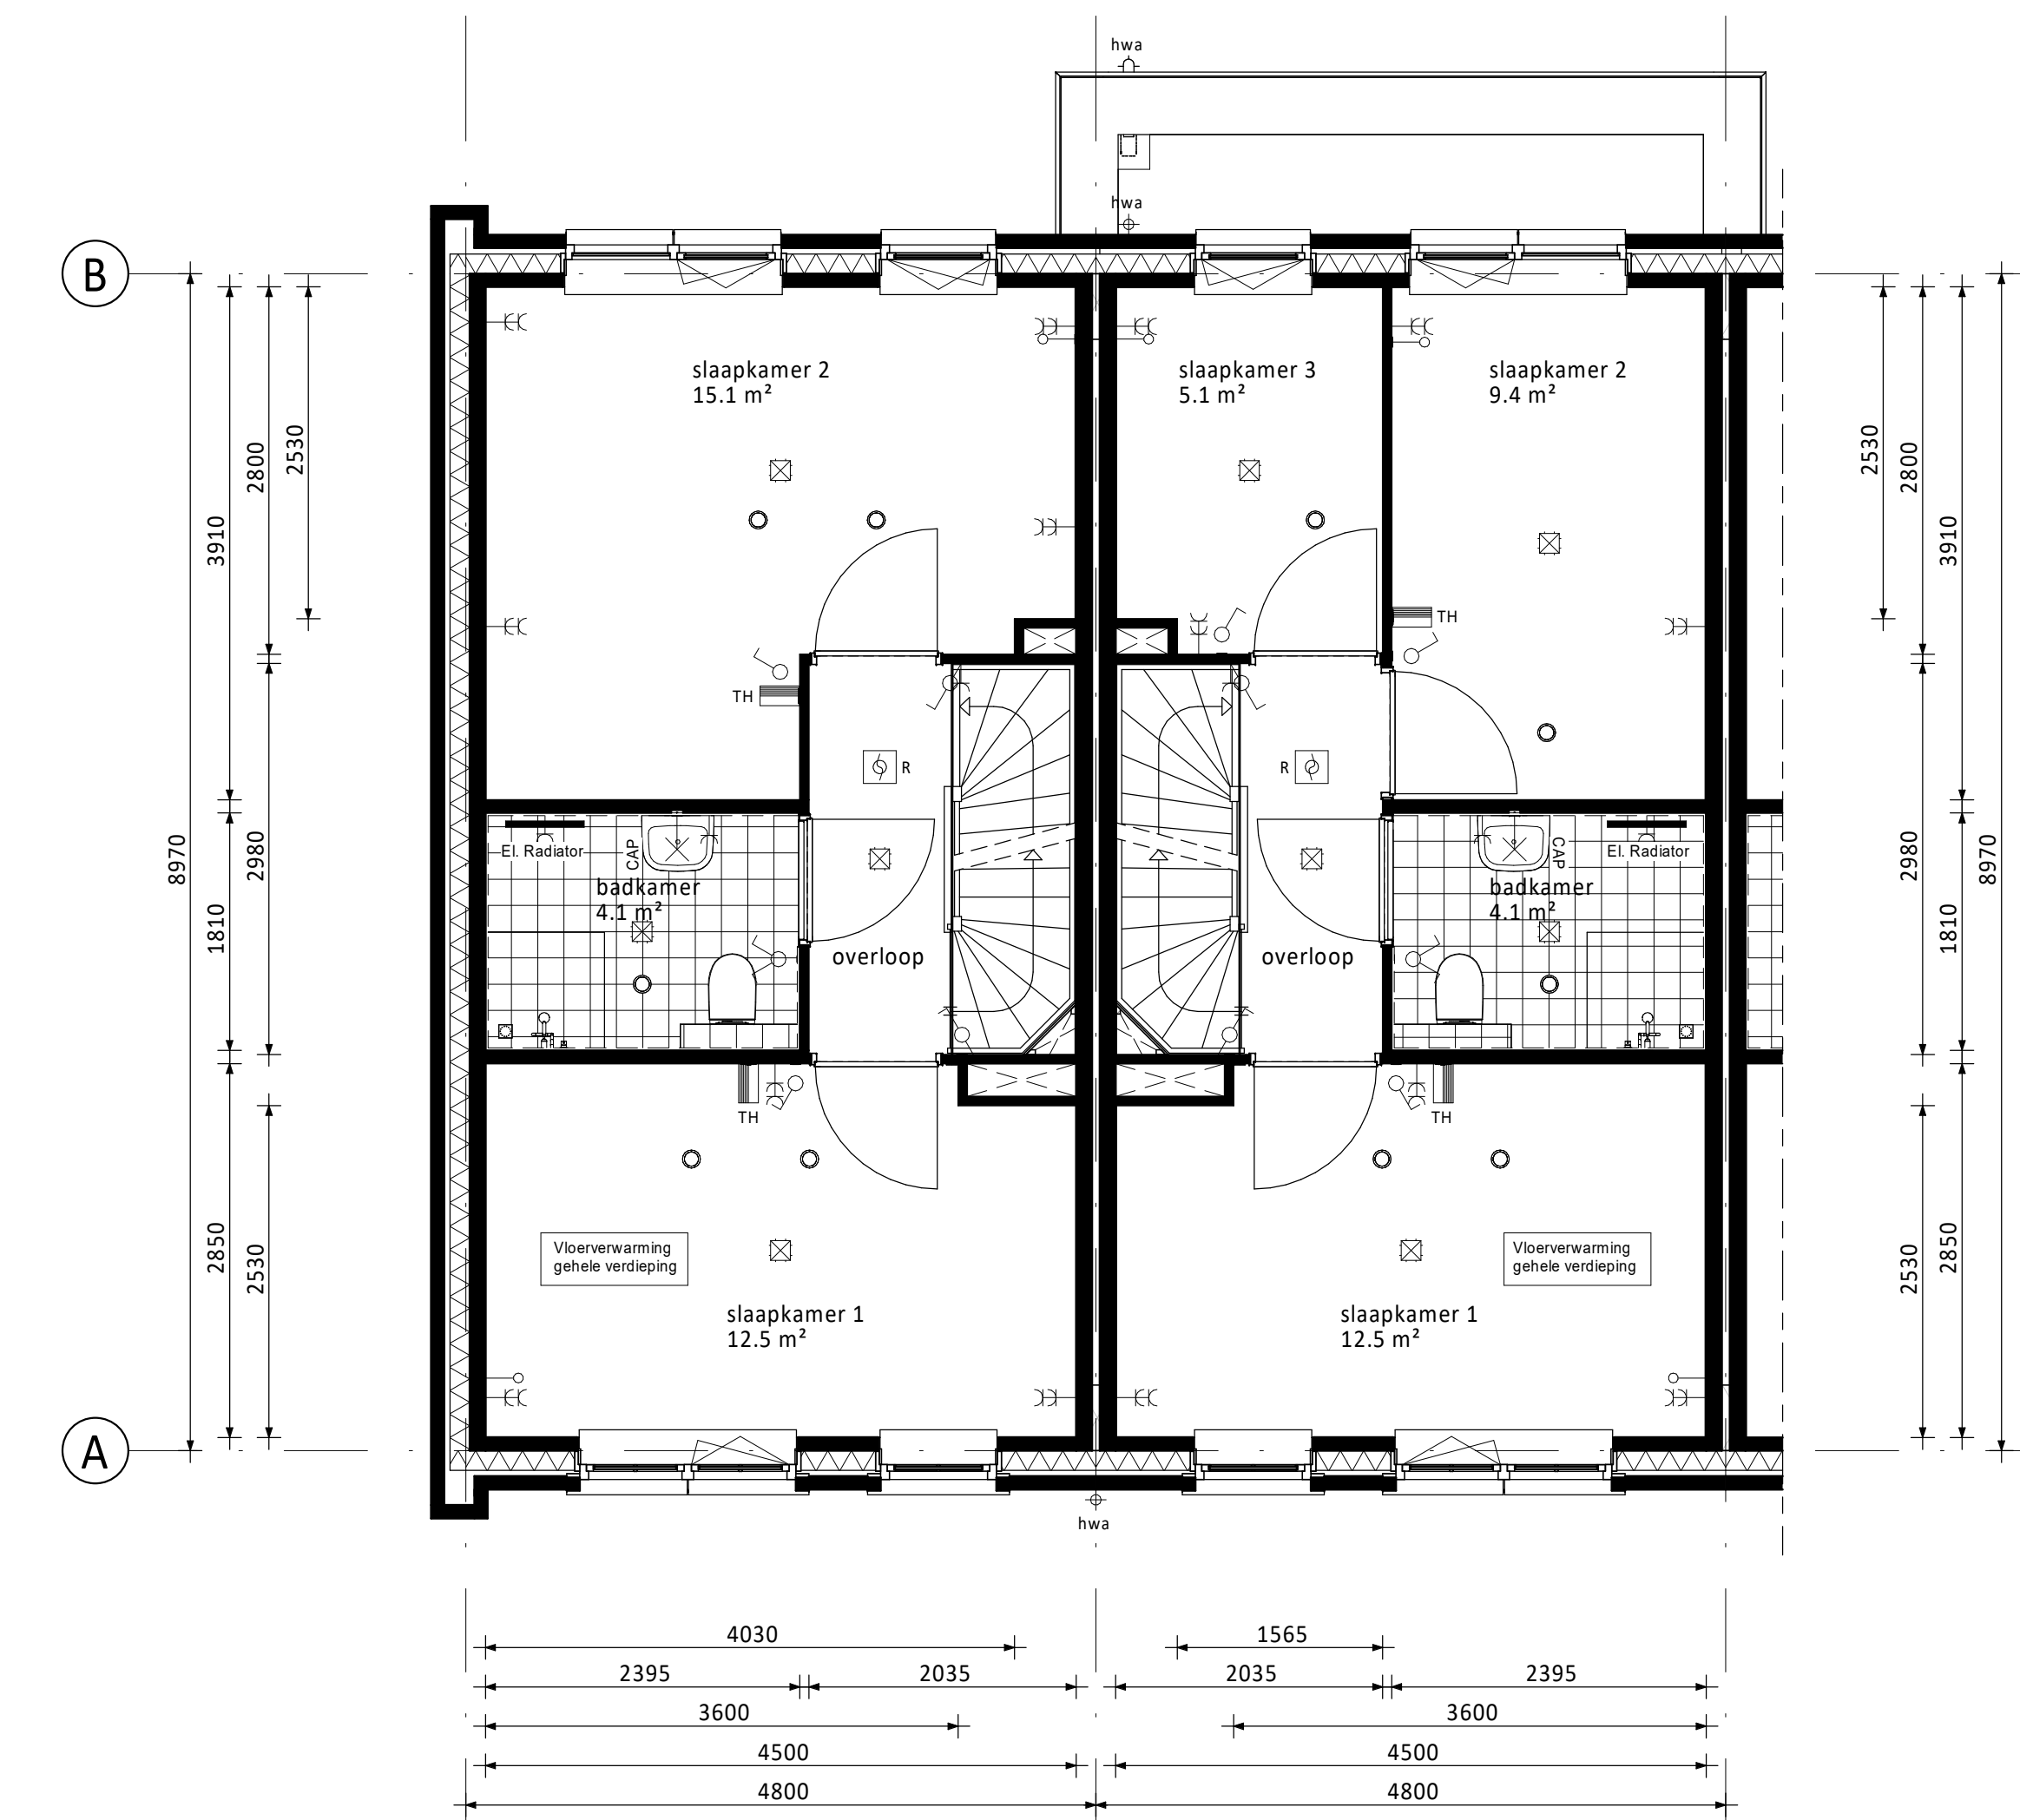 hwa
hwa
B
slaapkamer 2
15.1 m²
slaapkamer 3
5.1 m²
slaapkamer 2
9.4 m²
2530
2800
3910
2530
2800
3910
TH
TH
R
R
8970
2980
1810
El. Radiator
CAP
badkamer
4.1 m²
overloop
overloop
CAP
El. Radiator
badkamer
4.1 m²
2980
1810
8970
TH
TH
2850
2530
Vloerverwarming
gehele verdieping
slaapkamer 1
12.5 m²
Vloerverwarming
gehele verdieping
slaapkamer 1
12.5 m²
2530
2850
A
hwa
4030
1565
2395
2035
2035
2395
3600
3600
4500
4500
4800
4800